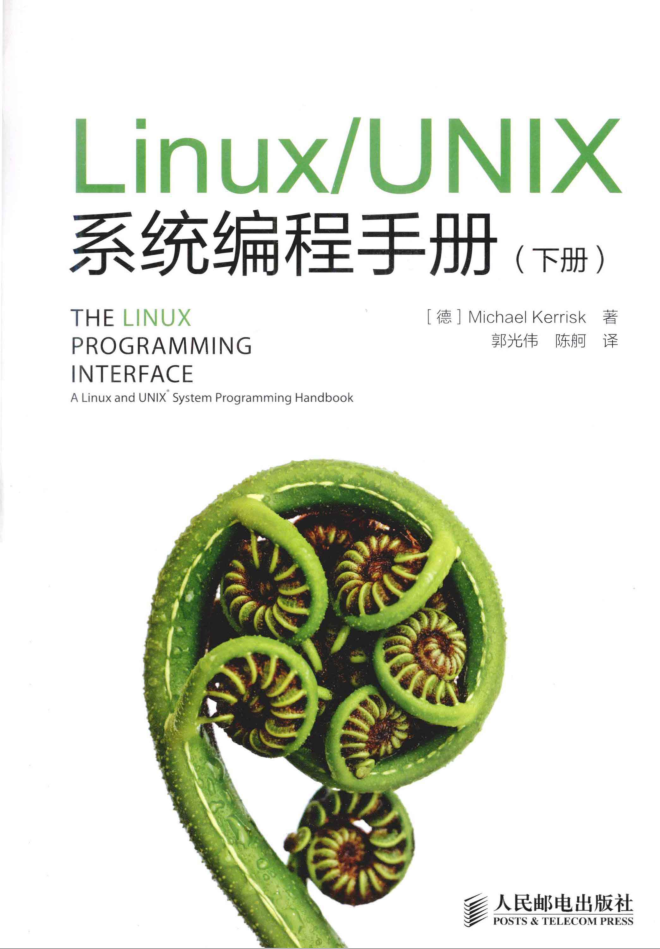 Linux/UNIX
系统编程手册（下册）
THE LINUX
PROGRAMMING
INTERFACE
A Linux and UNIX® System Programming Handbook
［德］Michael Kerrisk 著
郭光伟 陈舸 译
人民邮电出版社
POSTS & TELECOM PRESS